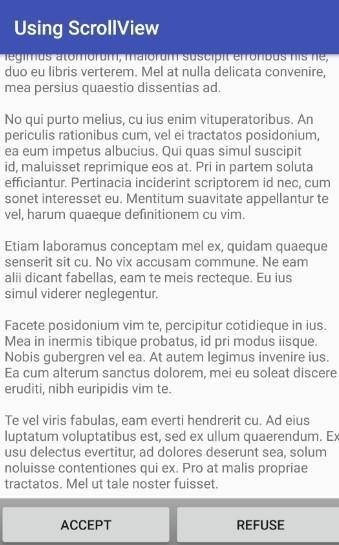 Using ScrollView
legimus atomorum, maiorum suscipit erroribus his ne,
duo eu libris verterem. Mel at nulla delicata convenire,
mea persius quaestio dissentias ad.
No qui purto melius, cu ius enim vituperatoribus. An
periculis rationibus cum, vel ei tractatos posidonium,
ea eum impetus albucius. Qui quas simul suscipit
id, maluisset reprimique eos at. Pri in partem soluta
efficiantur. Pertinacia inciderint scriptorem id nec, cum
sonet interesset eu. Mentitum suavitate appellantur te
vel, harum quaeque definitionem cu vim.
Etiam laboramus conceptam mel ex, quidam quaeque
senserit sit cu. No vix accusam commune. Ne eam
alii dicant fabellas, eam te meis recteque. Eu ius
simul viderer neglegentur.
Facete posidonium vim te, percipitur cotidieque in ius.
Mea in inermis tibique probatus, id pri modus iisque.
Nobis gubergren vel ea. At autem legimus invenire ius.
Ea cum alterum sanctus dolorem, mei eu soleat discere
eruditi, nibh euripidis vim te.
Te vel viris fabulas, eam everti hendrerit cu. Ad eius
luptatum voluptatibus est, sed ex ullum quaerendum. Ex
usu delectus evertitur, ad dolores deserunt sea, solum
noluisse contentiones qui ex. Pro at malis propriae
tractatos. Mel ut tale noster fuisset.
ACCEPT
REFUSE